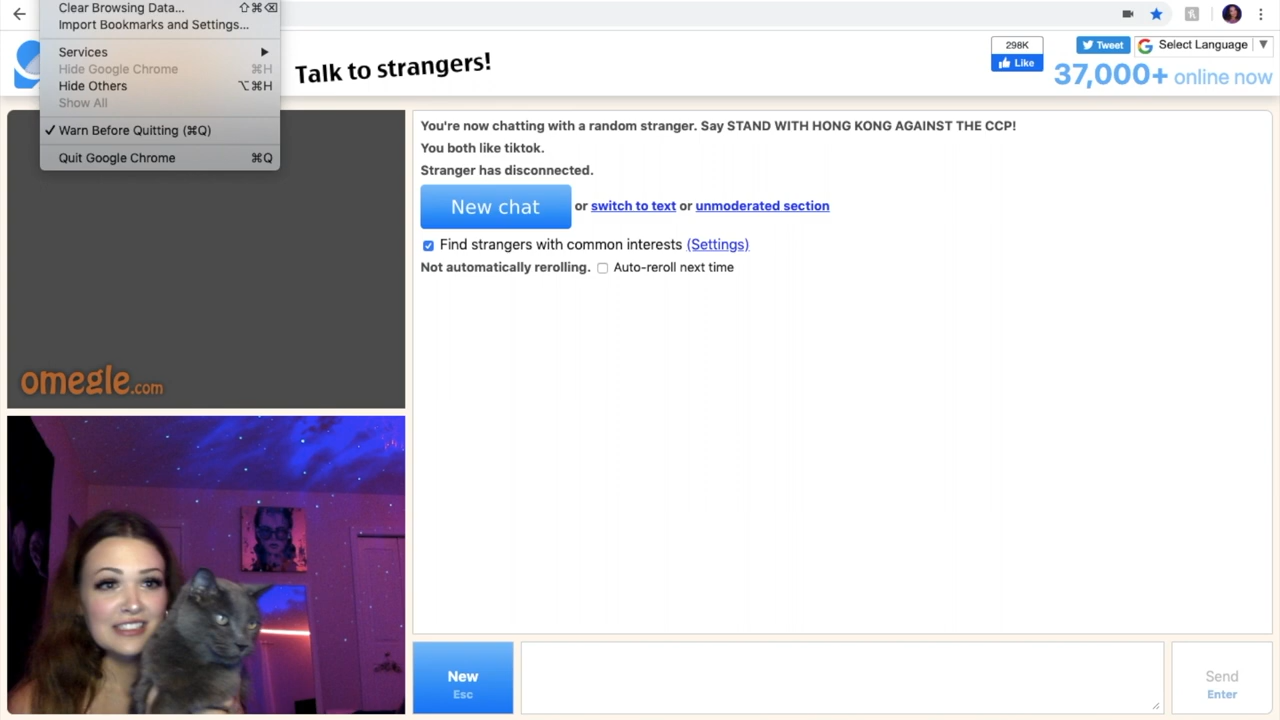 Clear Browsing Data... ⇧⌘⌫
Import Bookmarks and Settings...
Services ▶
Hide Google Chrome ⌘H
Hide Others ⌥⌘H
Show All
✓ Warn Before Quitting (⌘Q)
Quit Google Chrome ⌘Q
Talk to strangers!
298K
Like
Tweet
G Select Language ▼
37,000+ online now
You're now chatting with a random stranger. Say STAND WITH HONG KONG AGAINST THE CCP!
You both like tiktok.
Stranger has disconnected.
New chat or switch to text or unmoderated section
Find strangers with common interests (Settings)
Not automatically rerolling. Auto-reroll next time
omegle.com
New
Esc
Send
Enter